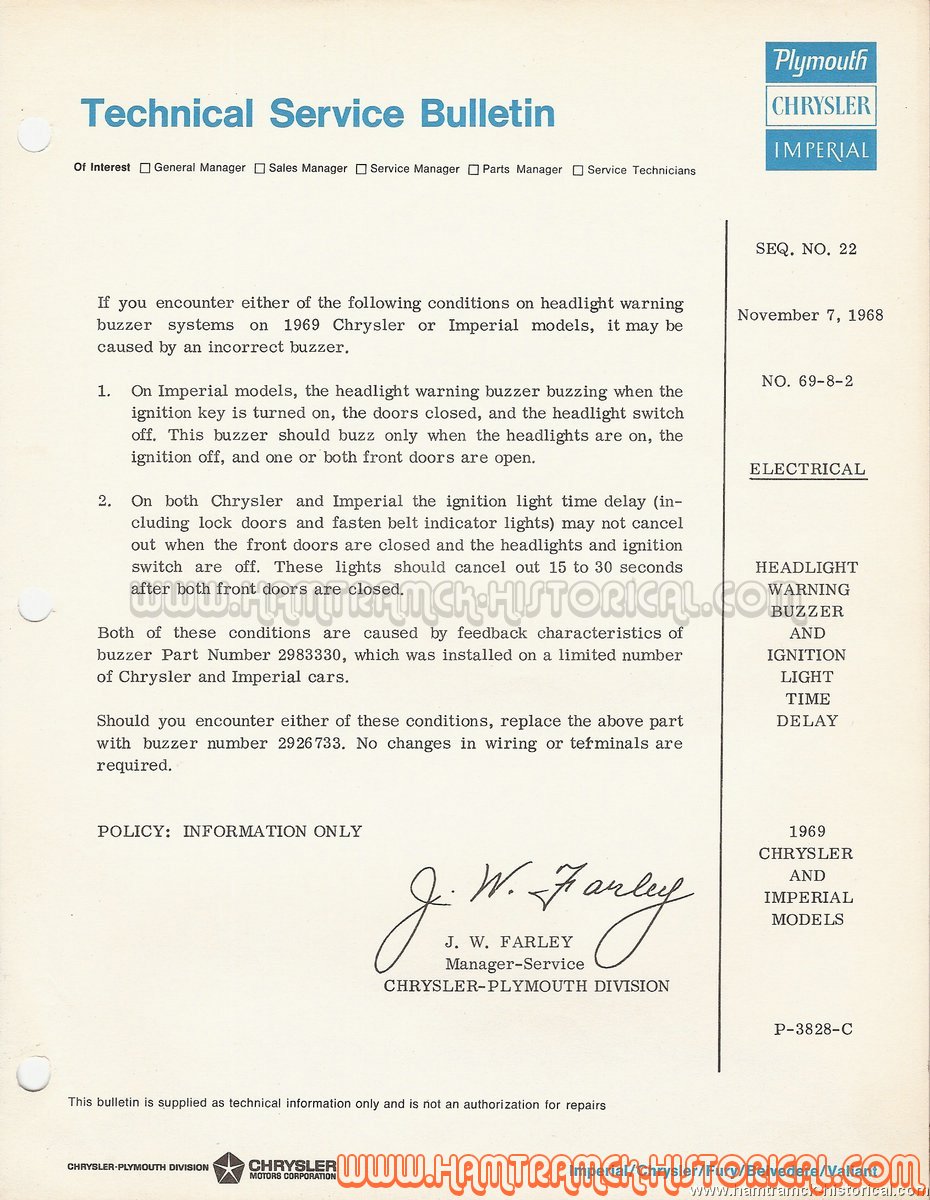 Plymouth
CHRYSLER
IMPERIAL
Technical Service Bulletin
Of Interest ☐ General Manager ☐ Sales Manager ☐ Service Manager ☐ Parts Manager ☐ Service Technicians
SEQ. NO. 22
November 7, 1968
NO. 69-8-2
ELECTRICAL
HEADLIGHT
WARNING
BUZZER
AND
IGNITION
LIGHT
TIME
DELAY
1969
CHRYSLER
AND
IMPERIAL
MODELS
P-3828-C
If you encounter either of the following conditions on headlight warning
buzzer systems on 1969 Chrysler or Imperial models, it may be
caused by an incorrect buzzer.
1. On Imperial models, the headlight warning buzzer buzzing when the
ignition key is turned on, the doors closed, and the headlight switch
off. This buzzer should buzz only when the headlights are on, the
ignition off, and one or both front doors are open.
2. On both Chrysler and Imperial the ignition light time delay (in-
cluding lock doors and fasten belt indicator lights) may not cancel
out when the front doors are closed and the headlights and ignition
switch are off. These lights should cancel out 15 to 30 seconds
after both front doors are closed.
www.HAMTRAMCK-HISTORICAL.com
Both of these conditions are caused by feedback characteristics of
buzzer Part Number 2983330, which was installed on a limited number
of Chrysler and Imperial cars.
Should you encounter either of these conditions, replace the above part
with buzzer number 2926733. No changes in wiring or terminals are
required.
POLICY: INFORMATION ONLY
J. W. Farley
J. W. FARLEY
Manager-Service
CHRYSLER-PLYMOUTH DIVISION
This bulletin is supplied as technical information only and is not an authorization for repairs
CHRYSLER-PLYMOUTH DIVISION CHRYSLER
MOTORS CORPORATION
Imperial/Chrysler/Fury/Belvedere/Valiant
www.HAMTRAMCK-HISTORICAL.com
www.hamtramckhistorical.com